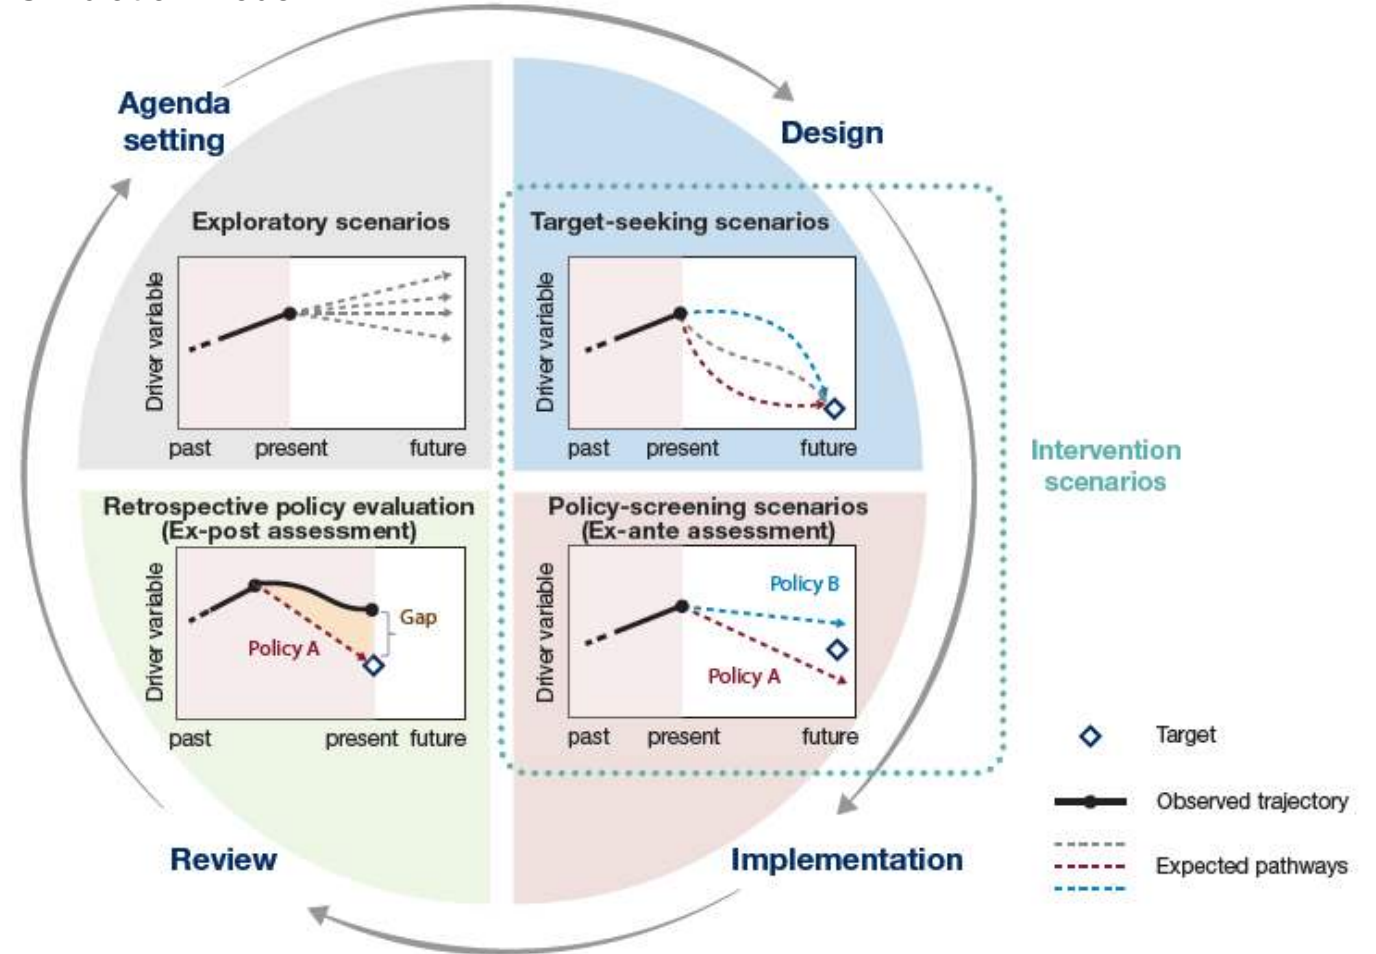 Agenda
setting
Design
Exploratory scenarios
Driver variable
past present future
Target-seeking scenarios
Driver variable
past present future
Intervention
scenarios
Retrospective policy evaluation
(Ex-post assessment)
Driver variable
Gap
Policy A
past present future
Policy-screening scenarios
(Ex-ante assessment)
Driver variable
Policy B
Policy A
past present future
Target
Observed trajectory
Expected pathways
Review
Implementation